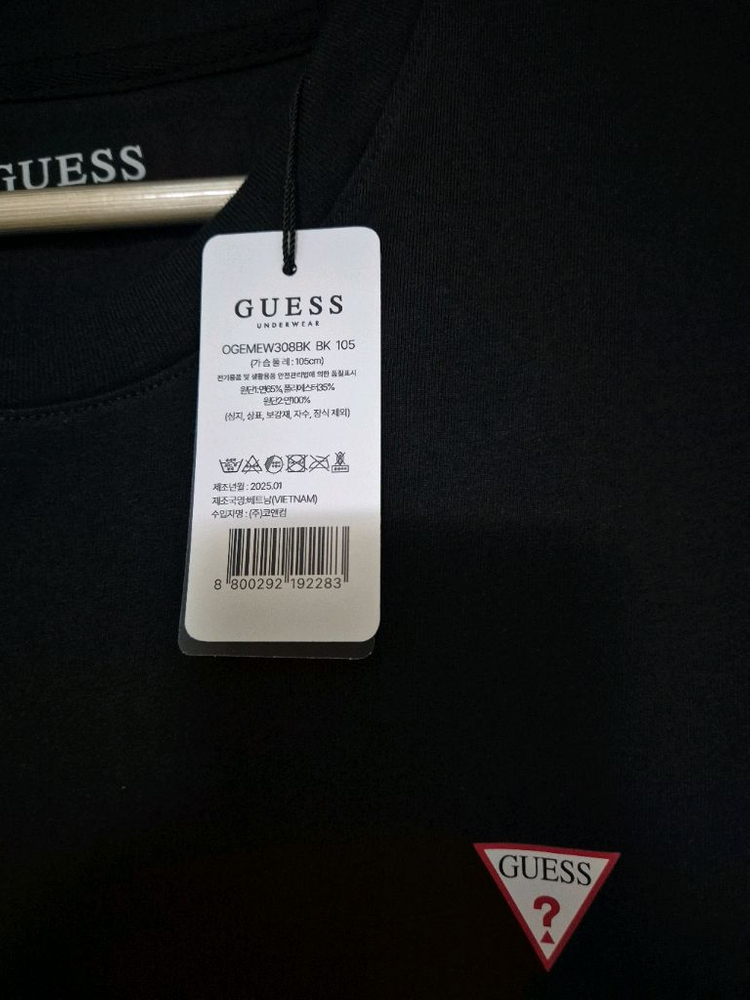 GUESS
GUESS
UNDERWEAR
OGEMEW308BK BK 105
(가슴둘레:105cm)
전기용품 및 생활용품 안전관리법에 의한 품질표시
원단1:면65%,폴리에스터35%
원단2:면100%
(심지, 상표, 보강재, 자수, 장식 제외)
제조년월 : 2025.01
제조국명:베트남(VIETNAM)
수입자명 : (주)코앤컴
8 800292 192283
GUESS
?